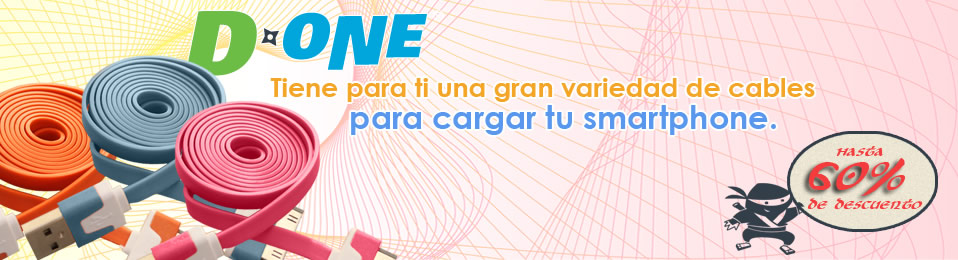 D ONE
Tiene para ti una gran variedad de cables
para cargar tu smartphone.
HASTA
60%
DE DESCUENTO